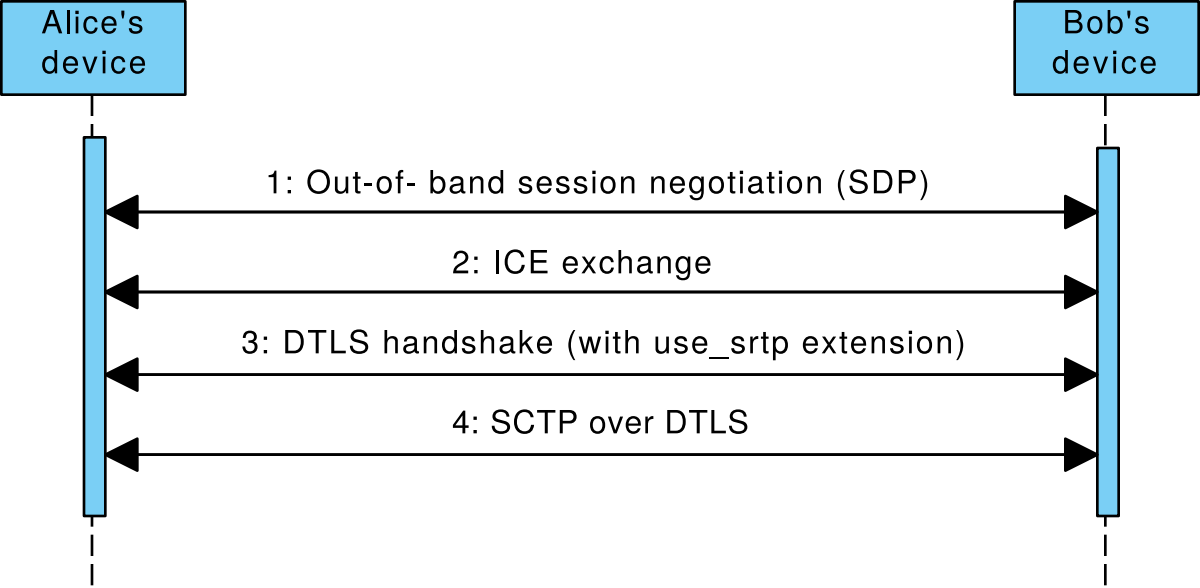 Alice's
device
Bob's
device
1: Out-of- band session negotiation (SDP)
2: ICE exchange
3: DTLS handshake (with use_srtp extension)
4: SCTP over DTLS